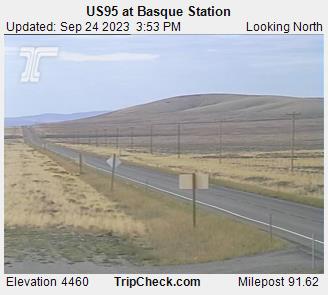 US95 at Basque Station
Updated: Sep 24 2023 3:53 PM Looking North
Elevation 4460 TripCheck.com Milepost 91.62